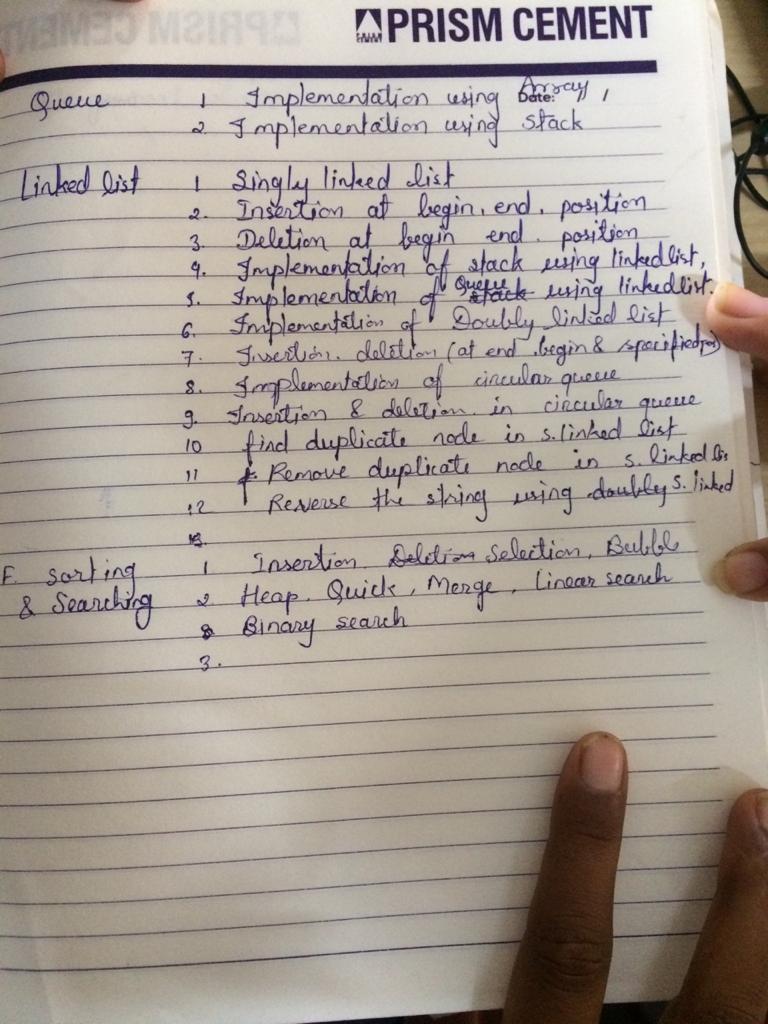 PRISM CEMENT
Queue 1 Implementation using Array
Date: /
2 Implementation using stack
Linked list 1 Singly linked list
2. Insertion at begin, end, position
3. Deletion at begin end. position
4. Implementation of stack using linkedlist,
5. Implementation of Queue stack using linkedlist.
6. Implementation of Doubly linked list
7. Insertion. deletion (at end begin & specified pos)
8. Implementation of circular queue
9. Insertion & deletion in circular queue
10 find duplicate node in s.linked list
11 Remove duplicate node in s. linked lis
12 Reverse the string using doubly s. linked
13
F. sorting 1 Insertion Deletion Selection, Bubble
& Searching 2. Heap, Quick, Merge, Linear search
Binary search
3.